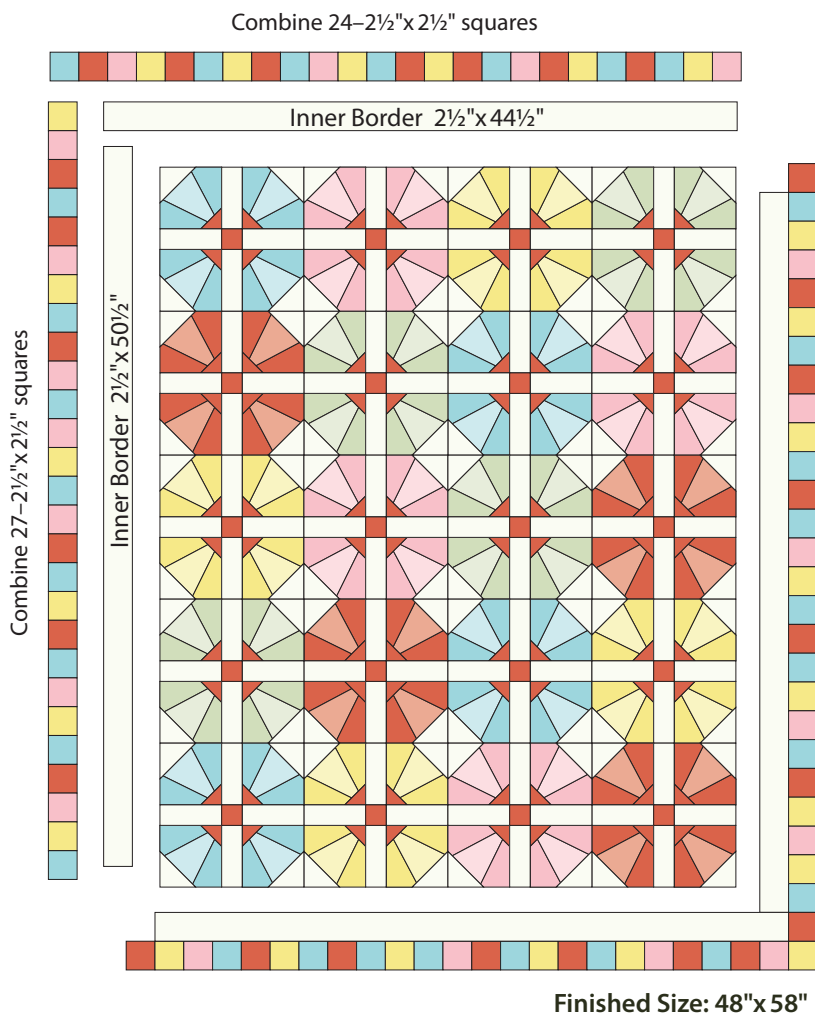 Combine 24–2½"x 2½" squares
Inner Border 2½"x 44½"
Inner Border 2½"x 50½"
Combine 27–2½"x 2½" squares
Finished Size: 48"x 58"